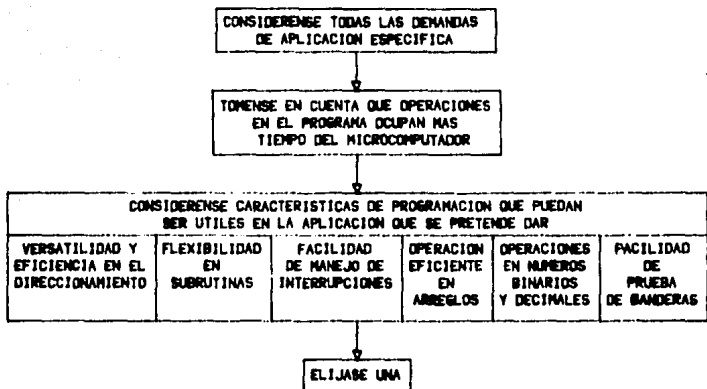 CONSIDERENSE TODAS LAS DEMANDAS
DE APLICACION ESPECIFICA
TOMENSE EN CUENTA QUE OPERACIONES
EN EL PROGRAMA OCUPAN MAS
TIEMPO DEL MICROCOMPUTADOR
CONSIDERENSE CARACTERISTICAS DE PROGRAMACION QUE PUEDAN
SER UTILES EN LA APLICACION QUE SE PRETENDE DAR
VERSATILIDAD Y
EFICIENCIA EN EL
DIRECCIONAMIENTO
FLEXIBILIDAD
EN
SUBRUTINAS
FACILIDAD
DE MANEJO DE
INTERRUPCIONES
OPERACION
EFICIENTE
EN
ARREGLOS
OPERACIONES
EN NUMEROS
BINARIOS
Y DECIMALES
FACILIDAD
DE
PRUEBA
DE BANDERAS
ELIJASE UNA